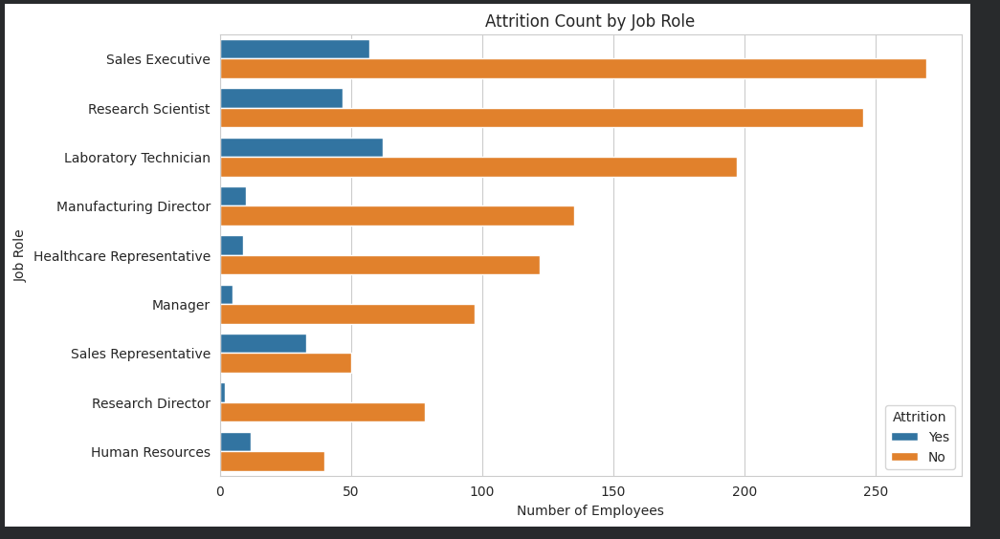 Attrition Count by Job Role
Job Role
Sales Executive
Research Scientist
Laboratory Technician
Manufacturing Director
Healthcare Representative
Manager
Sales Representative
Research Director
Human Resources
Attrition
Yes
No
0 50 100 150 200 250
Number of Employees